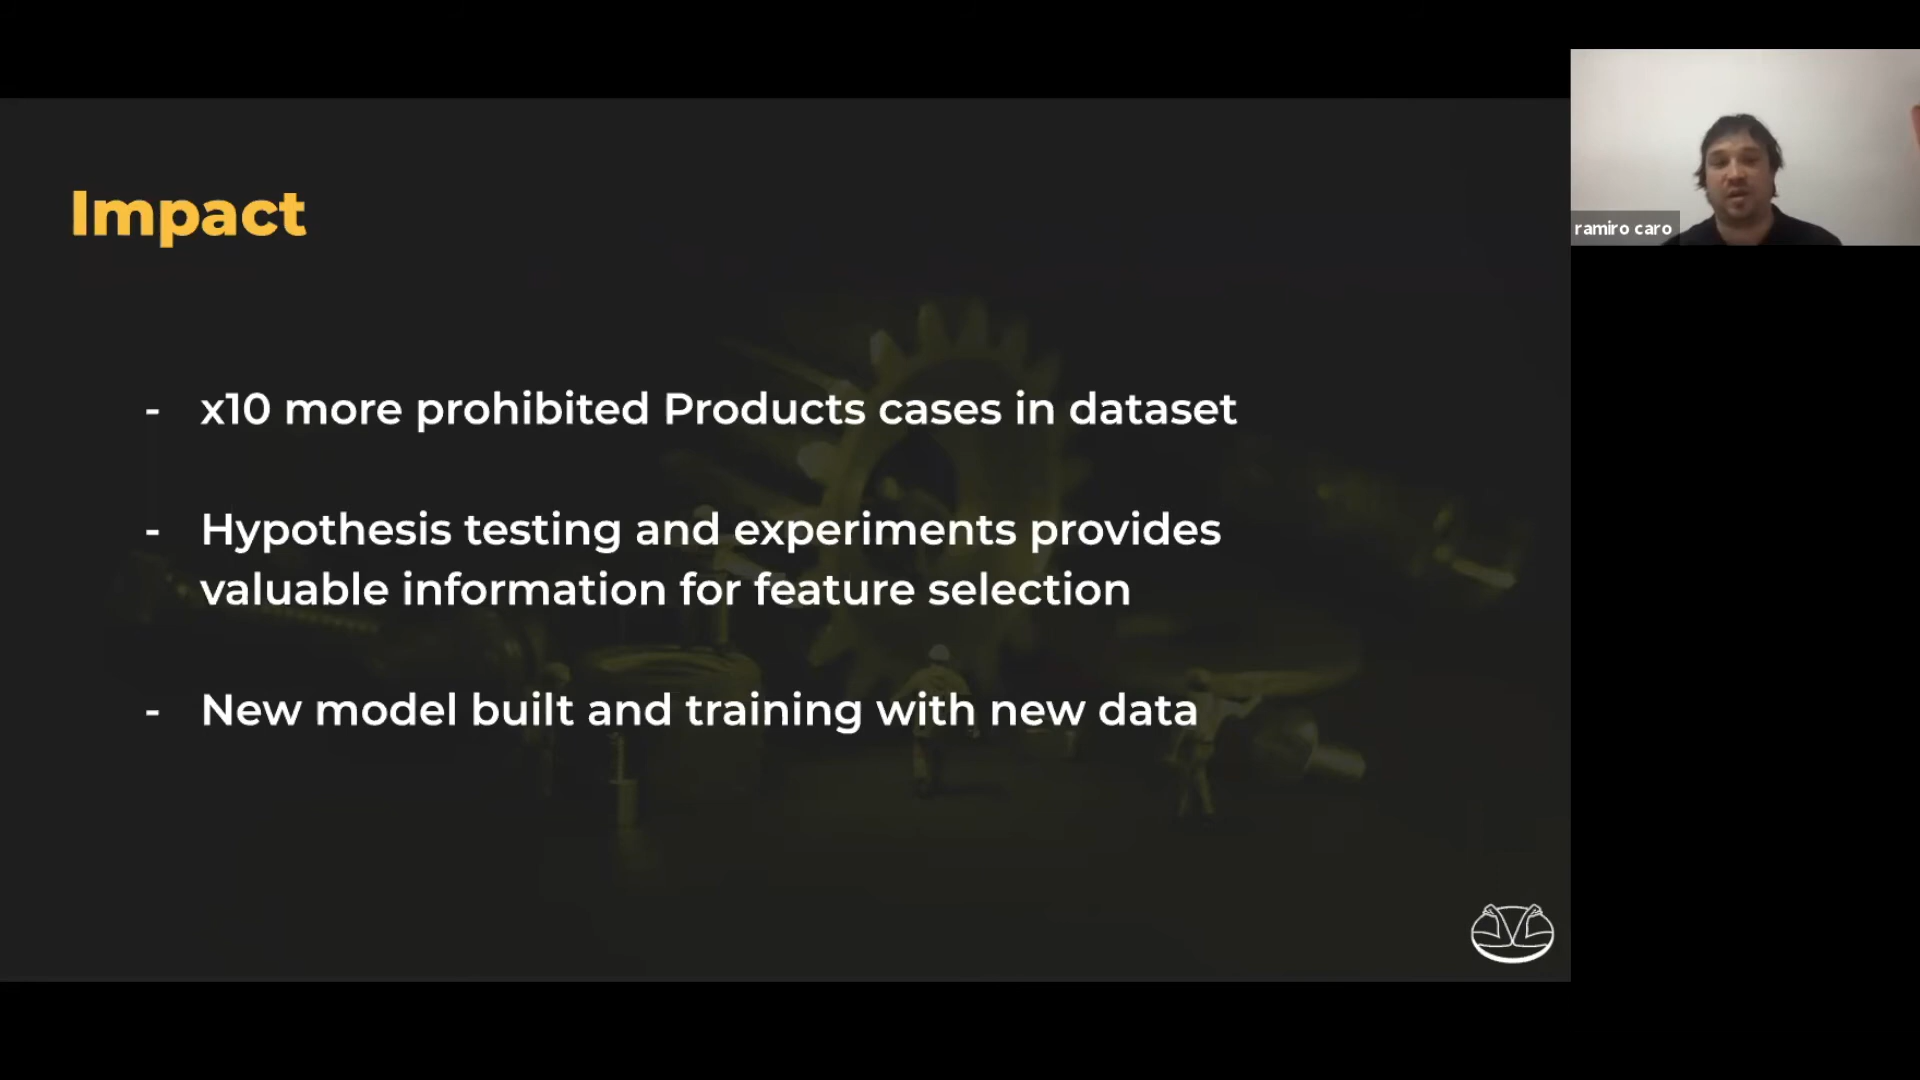 Impact
- x10 more prohibited Products cases in dataset
- Hypothesis testing and experiments provides
valuable information for feature selection
- New model built and training with new data
ramiro caro